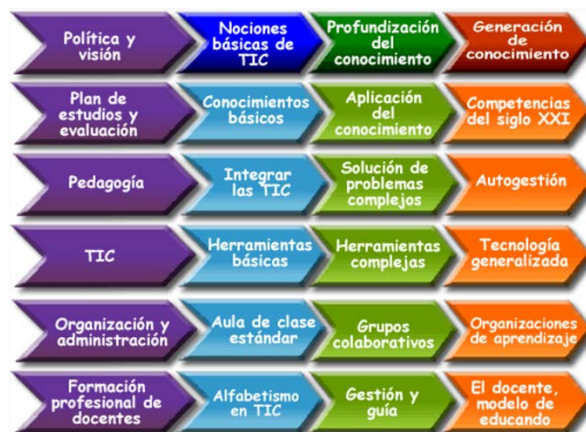 Política y
visión
Nociones
básicas de
TIC
Profundización
del
conocimiento
Generación
de
conocimiento
Plan de
estudios y
evaluación
Conocimientos
básicos
Aplicación
del
conocimiento
Competencias
del siglo XXI
Pedagogía
Integrar
las TIC
Solución de
problemas
complejos
Autogestión
TIC
Herramientas
básicas
Herramientas
complejas
Tecnología
generalizada
Organización y
administración
Aula de clase
estándar
Grupos
colaborativos
Organizaciones
de aprendizaje
Formación
profesional de
docentes
Alfabetismo
en TIC
Gestión y
guía
El docente,
modelo de
educando